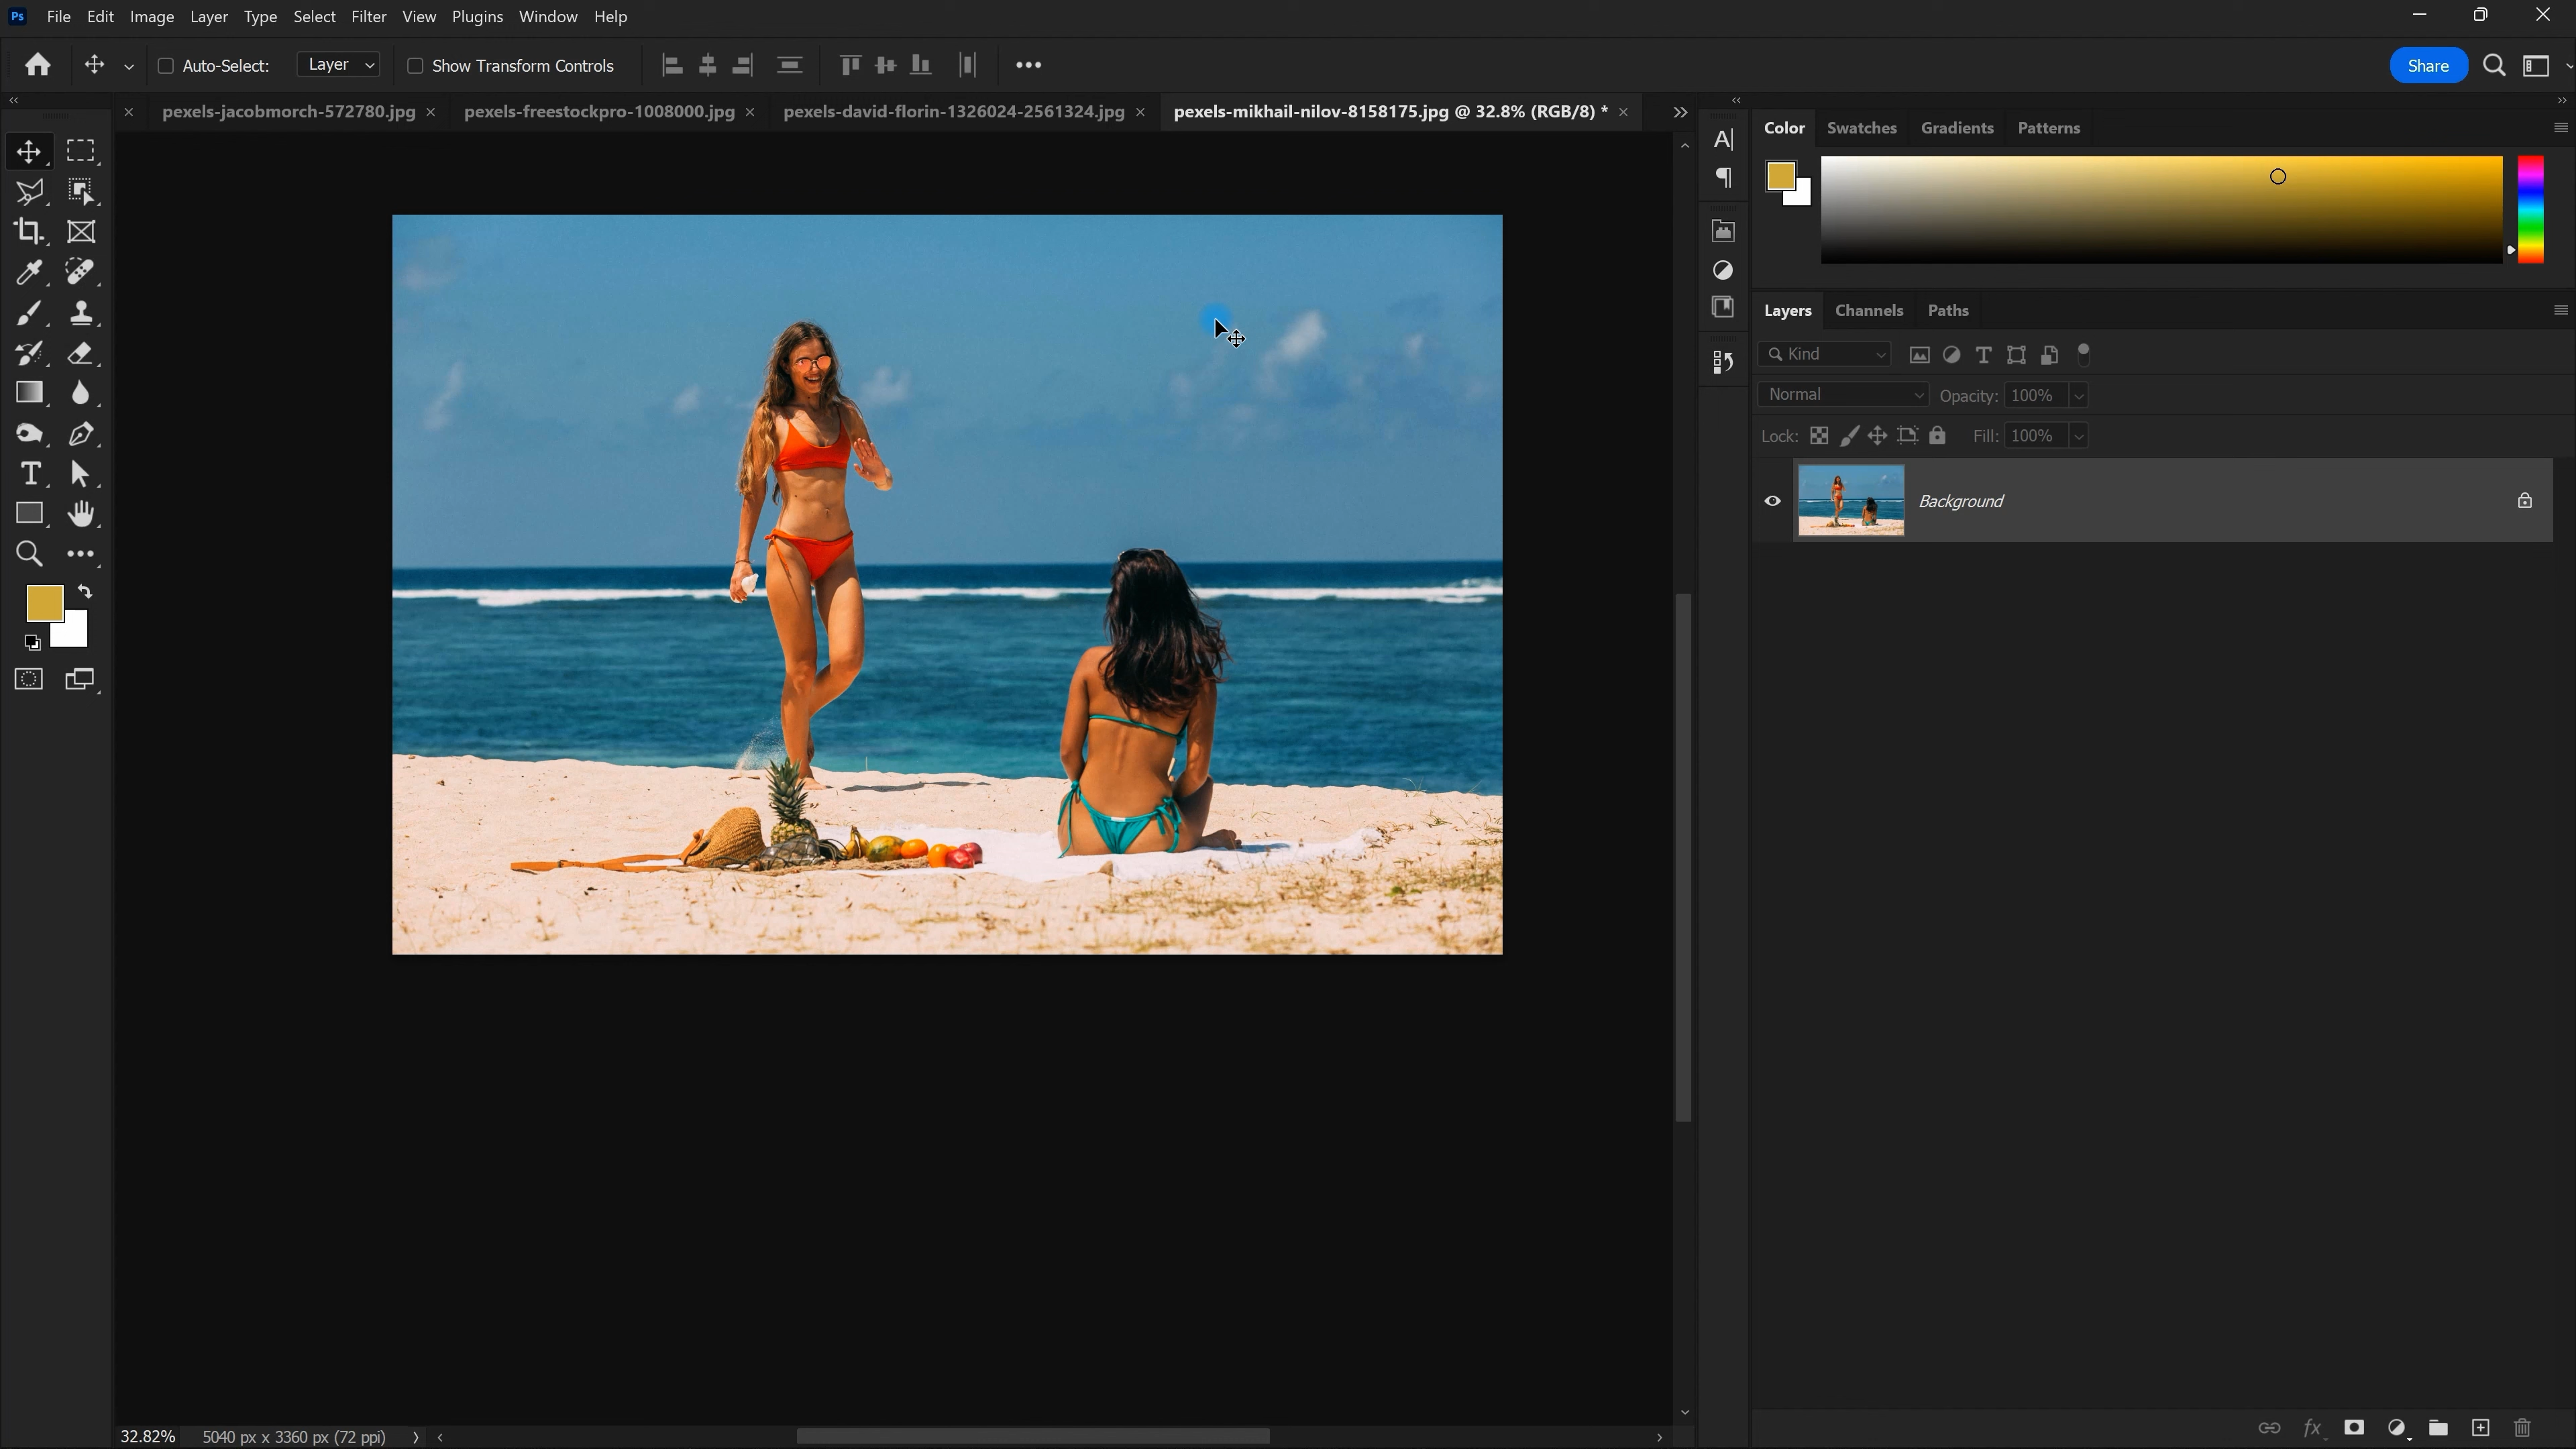 Ps File Edit Image Layer Type Select Filter View Plugins Window Help
Auto-Select: Layer Show Transform Controls Share
pexels-jacobmorch-572780.jpg pexels-freestockpro-1008000.jpg pexels-david-florin-1326024-2561324.jpg pexels-mikhail-nilov-8158175.jpg @ 32.8% (RGB/8) *
Color Swatches Gradients Patterns
Layers Channels Paths
Kind
Normal Opacity: 100%
Lock: Fill: 100%
Background
32.82% 5040 px x 3360 px (72 ppi)